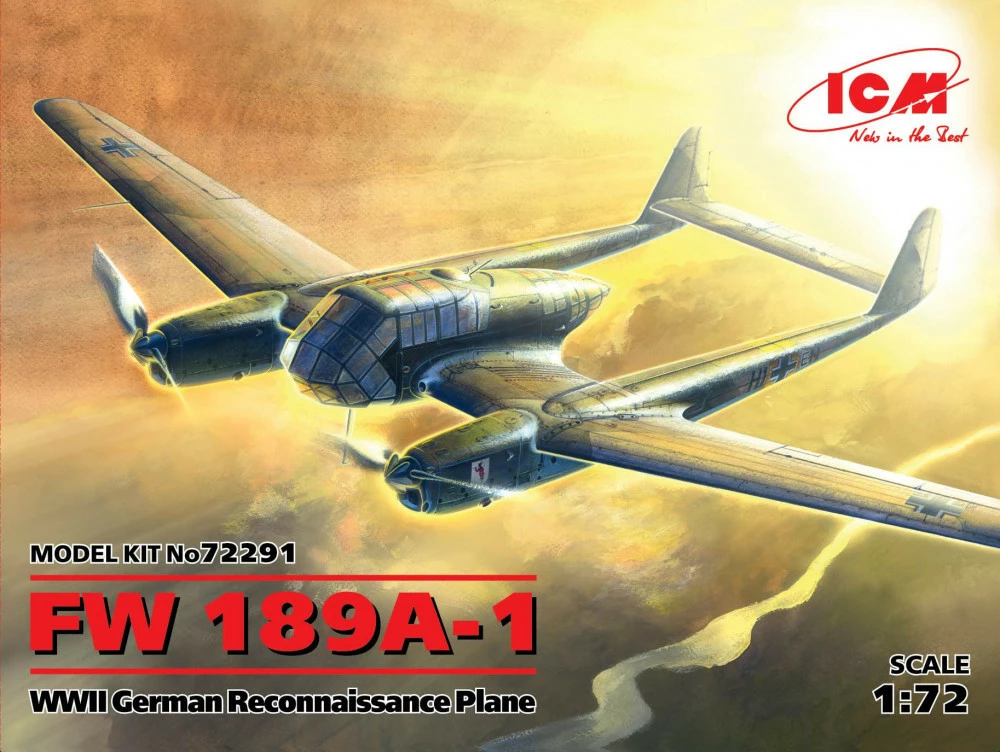 ICM
New in the Best
MODEL KIT No72291
FW 189A-1
WWII German Reconnaissance Plane
SCALE
1:72